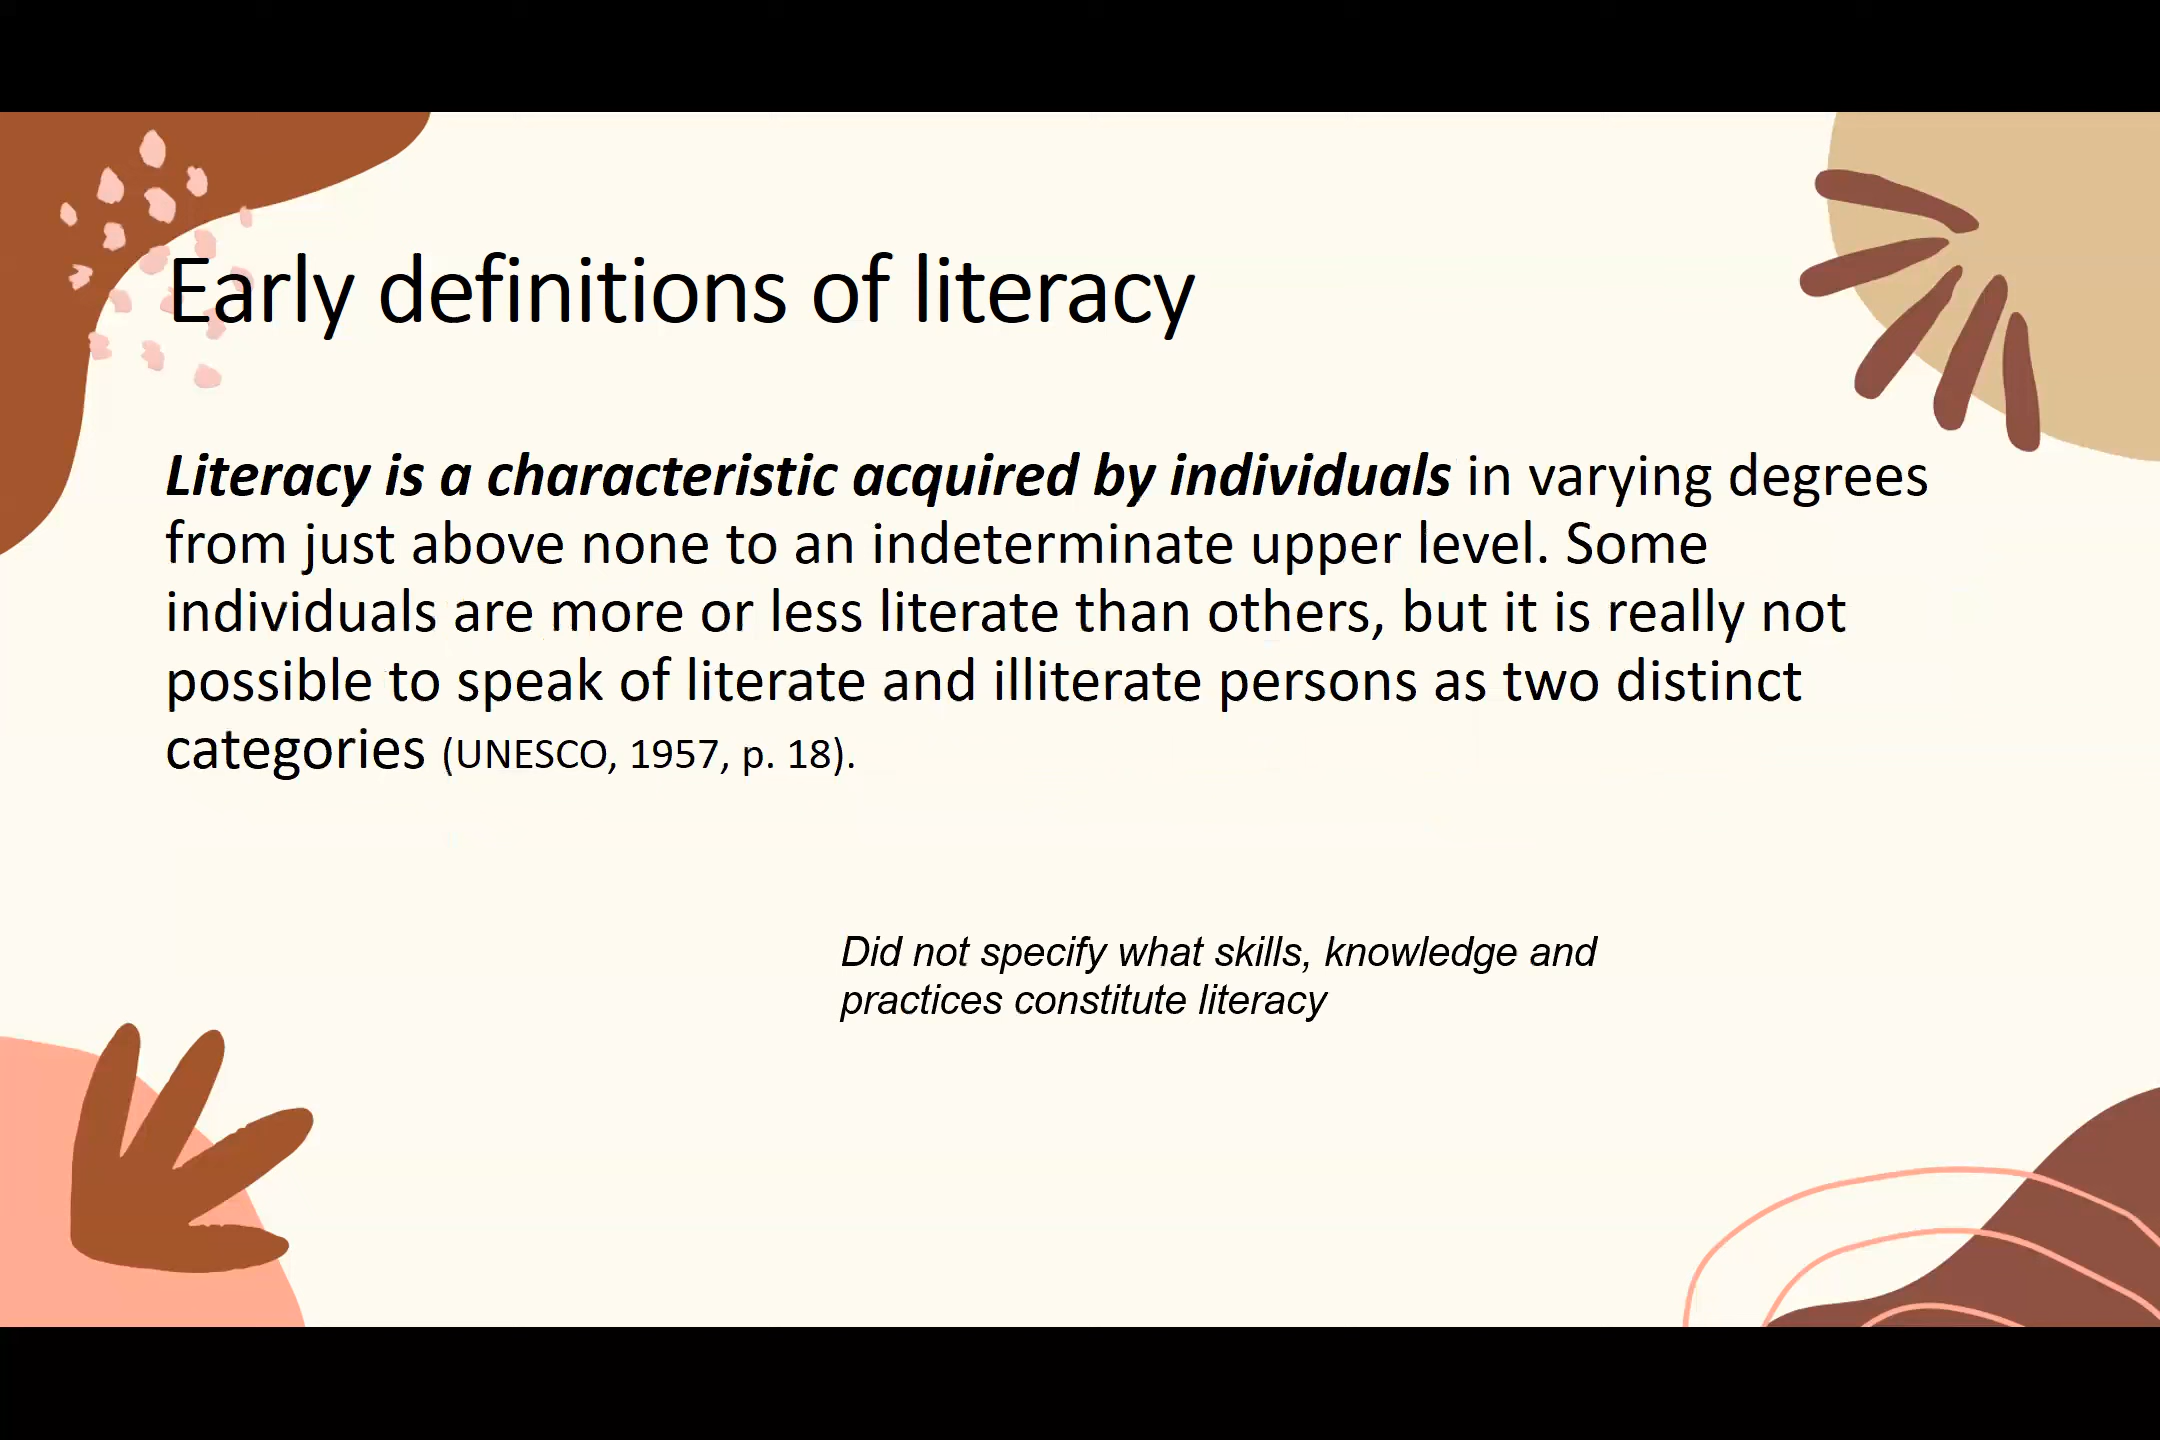 Early definitions of literacy
Literacy is a characteristic acquired by individuals in varying degrees
from just above none to an indeterminate upper level. Some
individuals are more or less literate than others, but it is really not
possible to speak of literate and illiterate persons as two distinct
categories (UNESCO, 1957, p. 18).
Did not specify what skills, knowledge and
practices constitute literacy